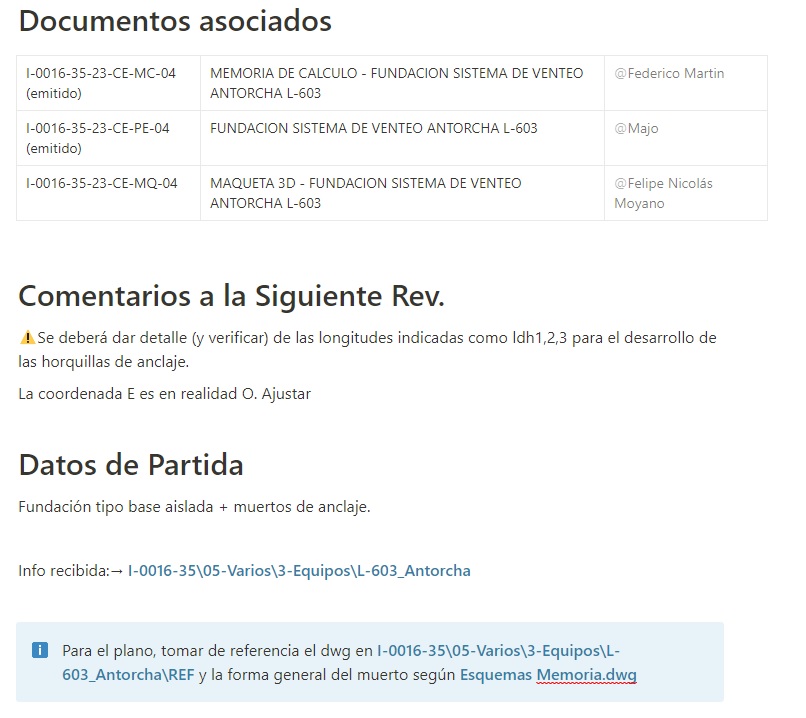 Documentos asociados
I-0016-35-23-CE-MC-04
(emitido)
MEMORIA DE CALCULO - FUNDACION SISTEMA DE VENTEO
ANTORCHA L-603
@Federico Martin
I-0016-35-23-CE-PE-04
(emitido)
FUNDACION SISTEMA DE VENTEO ANTORCHA L-603
@Majo
I-0016-35-23-CE-MQ-04
MAQUETA 3D - FUNDACION SISTEMA DE VENTEO
ANTORCHA L-603
@Felipe Nicolás
Moyano
Comentarios a la Siguiente Rev.
⚠Se deberá dar detalle (y verificar) de las longitudes indicadas como ldh1,2,3 para el desarrollo de
las horquillas de anclaje.
La coordenada E es en realidad O. Ajustar
Datos de Partida
Fundación tipo base aislada + muertos de anclaje.
Info recibida:→ I-0016-35\05-Varios\3-Equipos\L-603_Antorcha
Para el plano, tomar de referencia el dwg en I-0016-35\05-Varios\3-Equipos\L-
603_Antorcha\REF y la forma general del muerto según Esquemas Memoria.dwg